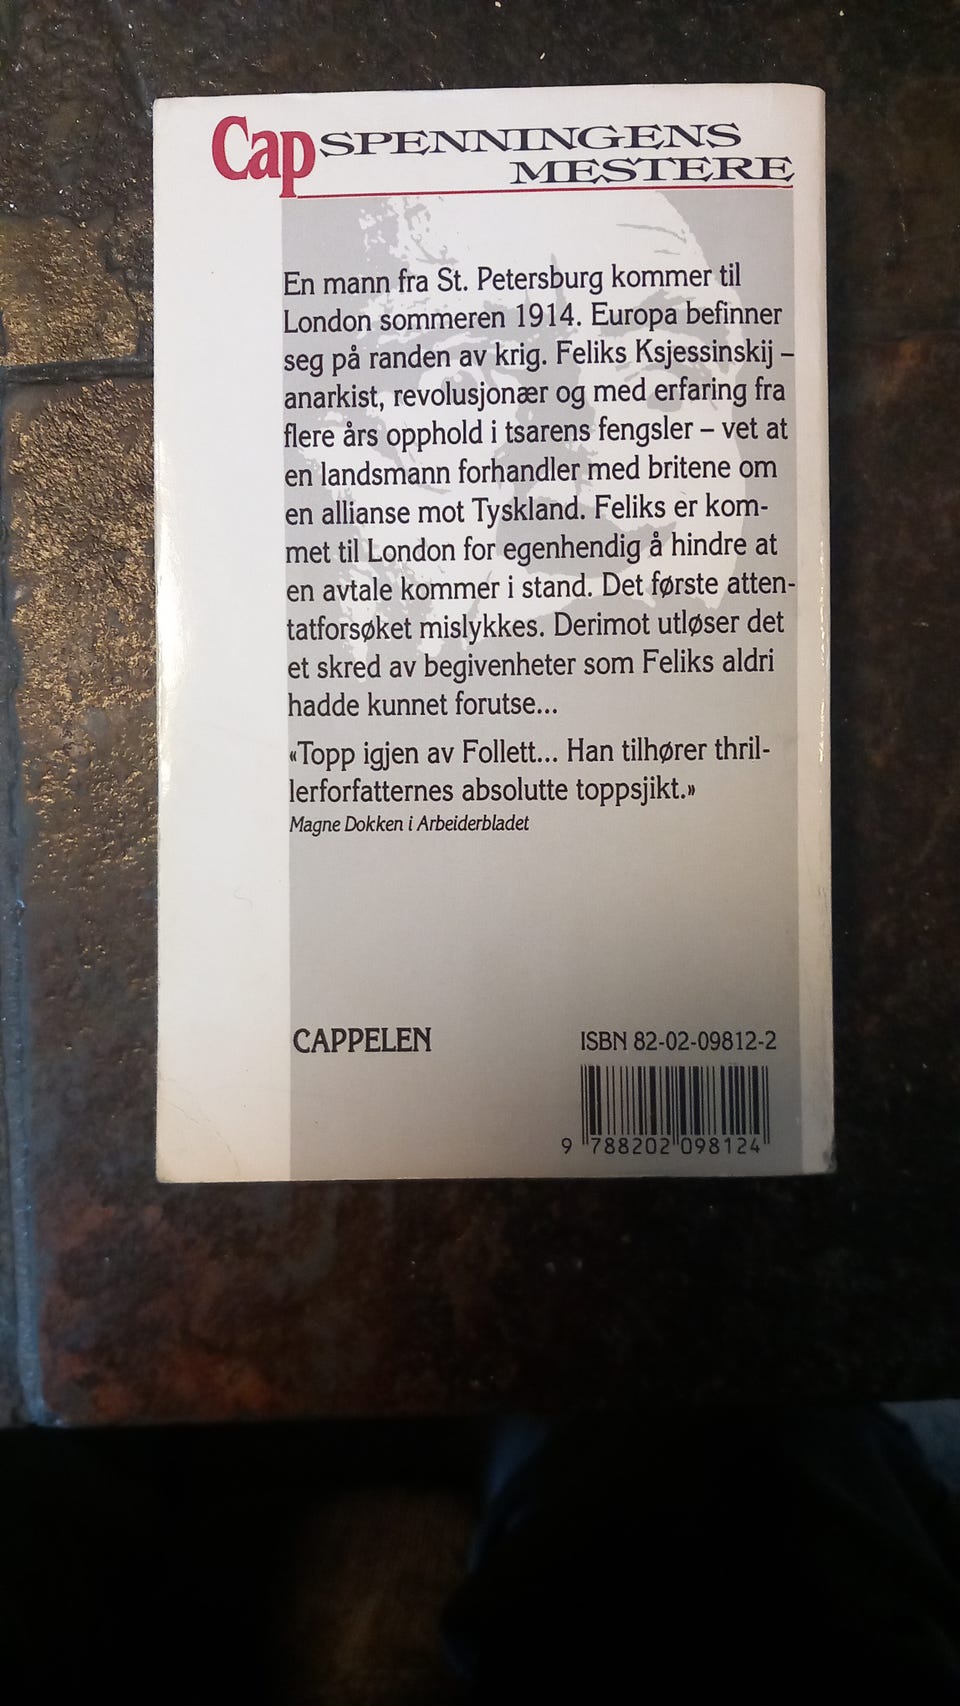 Cap SPENNINGENS
MESTERE
En mann fra St. Petersburg kommer til
London sommeren 1914. Europa befinner
seg på randen av krig. Feliks Ksjessinskij –
anarkist, revolusjonær og med erfaring fra
flere års opphold i tsarens fengsler – vet at
en landsmann forhandler med britene om
en allianse mot Tyskland. Feliks er kom-
met til London for egenhendig å hindre at
en avtale kommer i stand. Det første atten-
tatforsøket mislykkes. Derimot utløser det
et skred av begivenheter som Feliks aldri
hadde kunnet forutse...
«Topp igjen av Follett... Han tilhører thril-
lerforfatternes absolutte toppsjikt.»
Magne Dokken i Arbeiderbladet
CAPPELEN
ISBN 82-02-09812-2
9 788202 098124